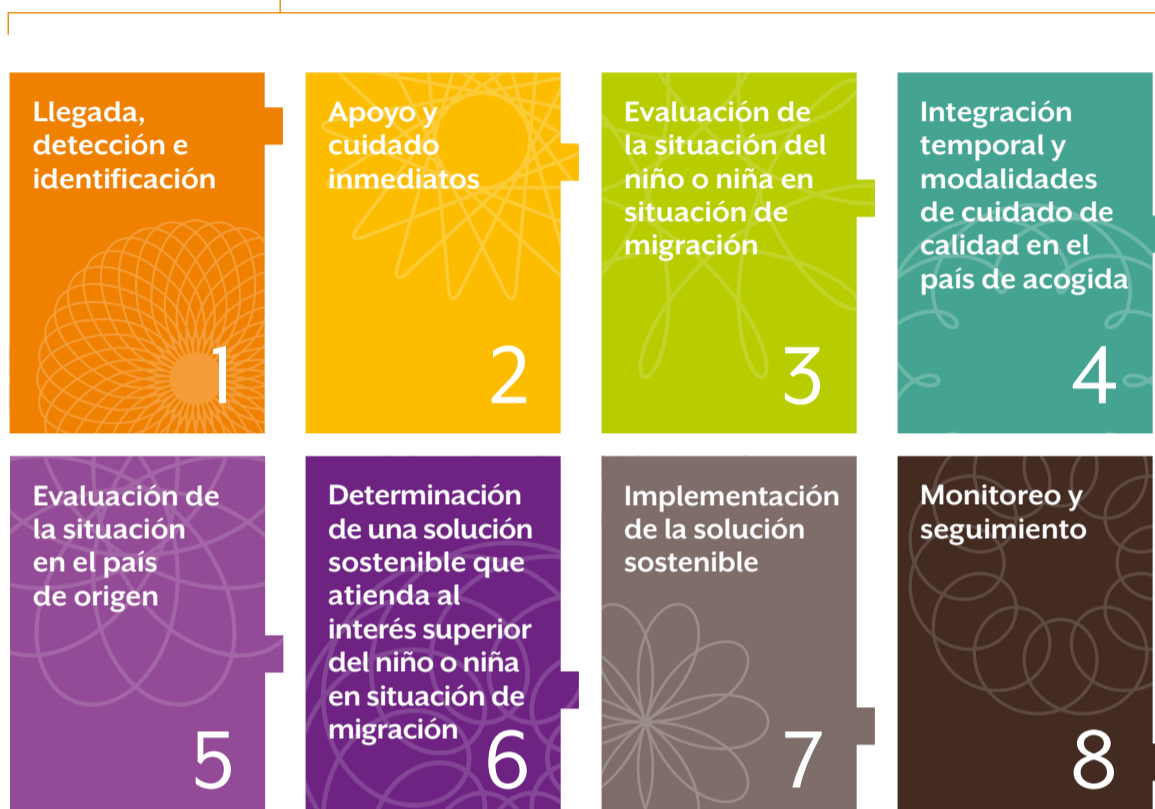 Llegada,
detección e
identificación
1
Apoyo y
cuidado
inmediatos
2
Evaluación de
la situación del
niño o niña en
situación de
migración
3
Integración
temporal y
modalidades
de cuidado de
calidad en el
país de acogida
4
Evaluación de
la situación
en el país
de origen
5
Determinación
de una solución
sostenible que
atienda al
interés superior
del niño o niña
en situación de
migración
6
Implementación
de la solución
sostenible
7
Monitoreo y
seguimiento
8